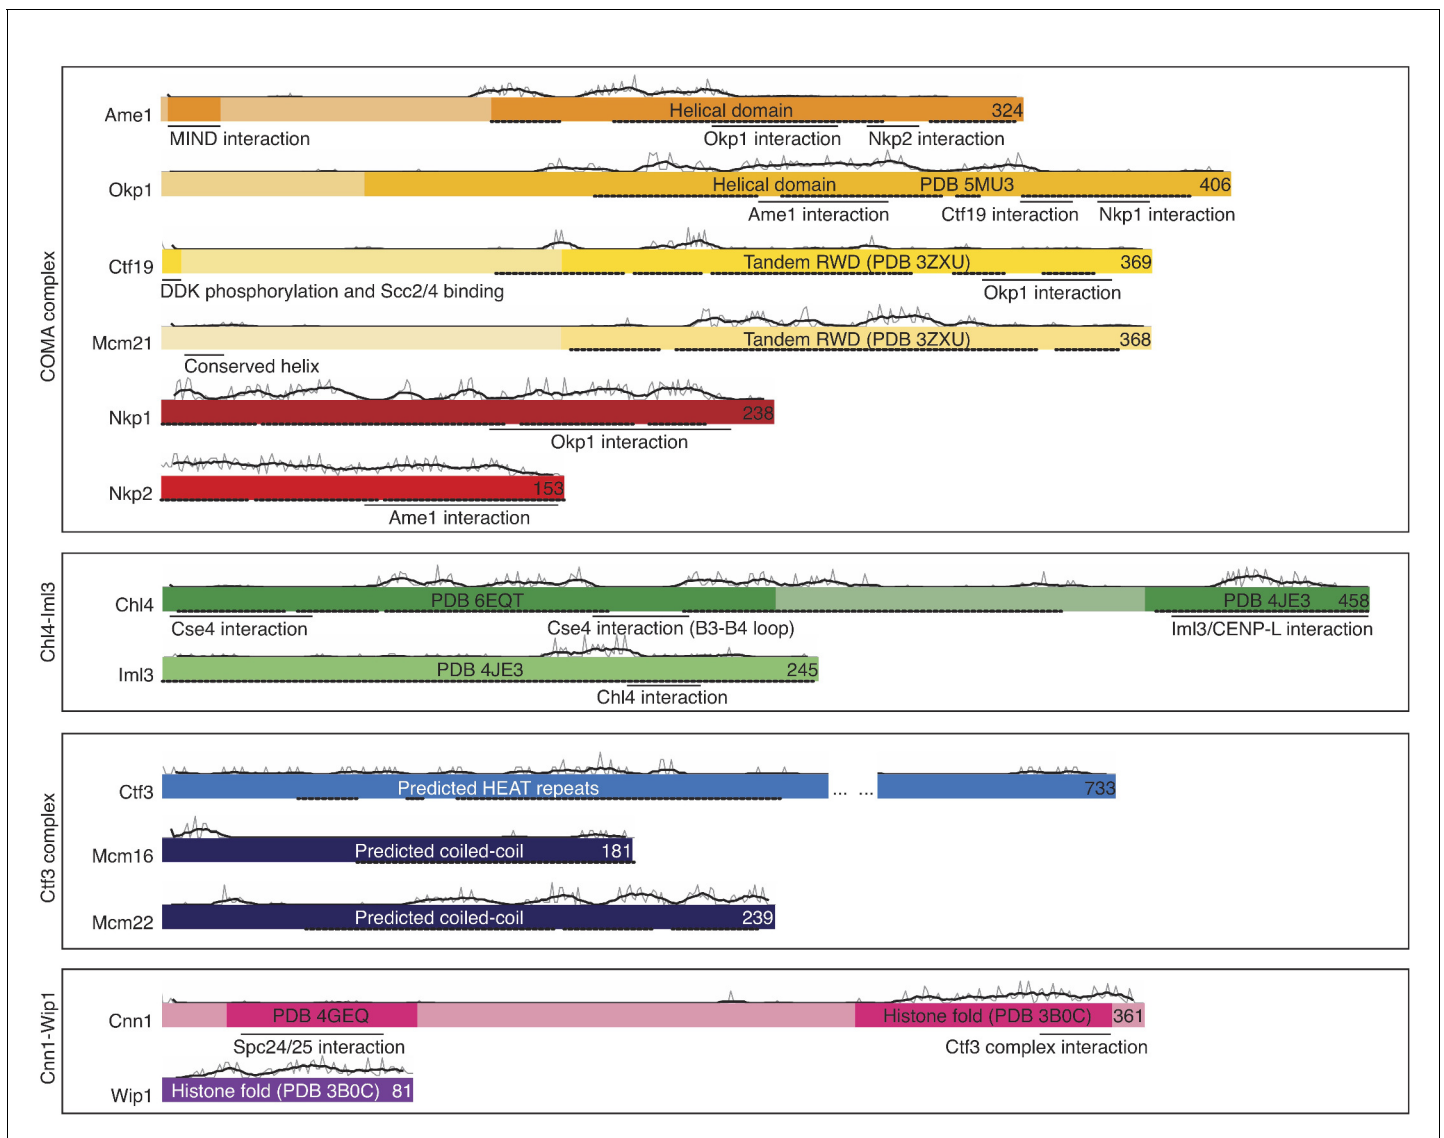 COMA complex
Ame1
Helical domain
324
MIND interaction
Okp1 interaction
Nkp2 interaction
Okp1
Helical domain
PDB 5MU3
406
Ame1 interaction
Ctf19 interaction
Nkp1 interaction
Ctf19
Tandem RWD (PDB 3ZXU)
369
DDK phosphorylation and Scc2/4 binding
Okp1 interaction
Mcm21
Tandem RWD (PDB 3ZXU)
368
Conserved helix
Nkp1
238
Okp1 interaction
Nkp2
153
Ame1 interaction
Chl4-Iml3
Chl4
PDB 6EQT
PDB 4JE3
458
Cse4 interaction
Cse4 interaction (B3-B4 loop)
Iml3/CENP-L interaction
Iml3
PDB 4JE3
245
Chl4 interaction
Ctf3 complex
Ctf3
Predicted HEAT repeats
... ...
733
Mcm16
Predicted coiled-coil
181
Mcm22
Predicted coiled-coil
239
Cnn1-Wip1
Cnn1
PDB 4GEQ
Histone fold (PDB 3B0C)
361
Spc24/25 interaction
Ctf3 complex interaction
Wip1
Histone fold (PDB 3B0C)
81